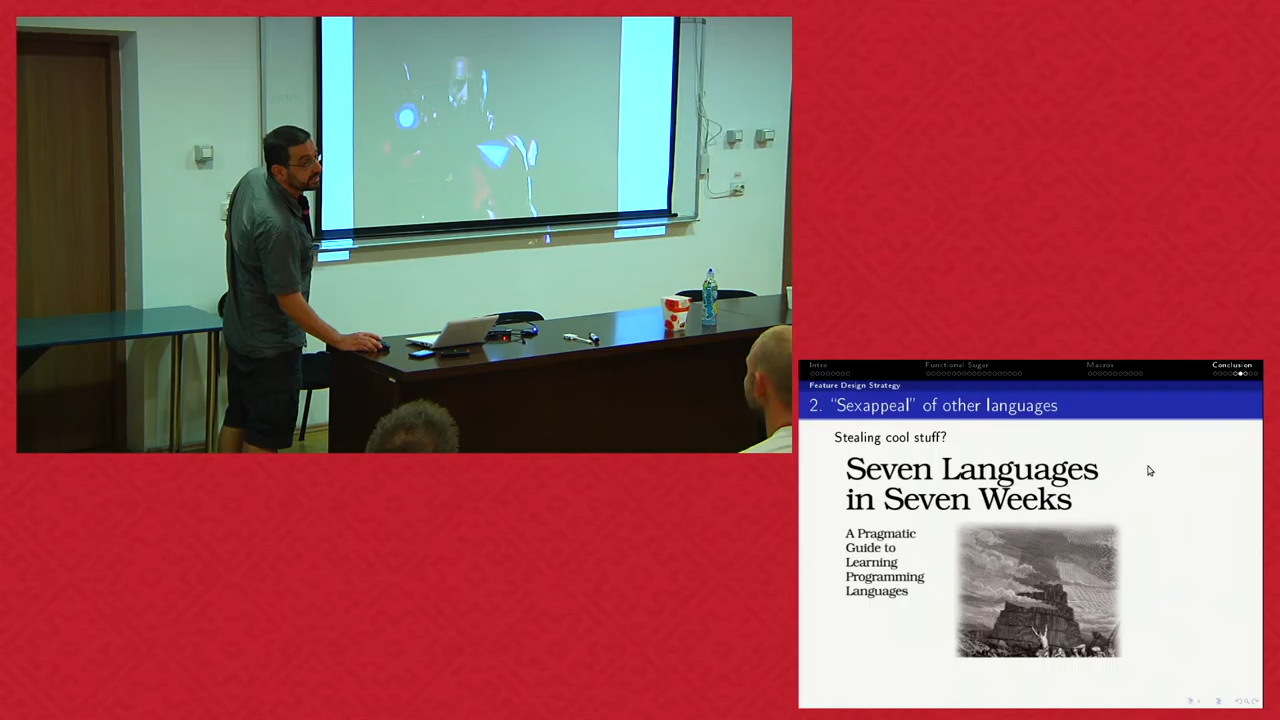 Intro
Functional Sugar
Macros
Conclusion
Feature Design Strategy
2. “Sexappeal” of other languages
Stealing cool stuff?
Seven Languages
in Seven Weeks
A Pragmatic
Guide to
Learning
Programming
Languages